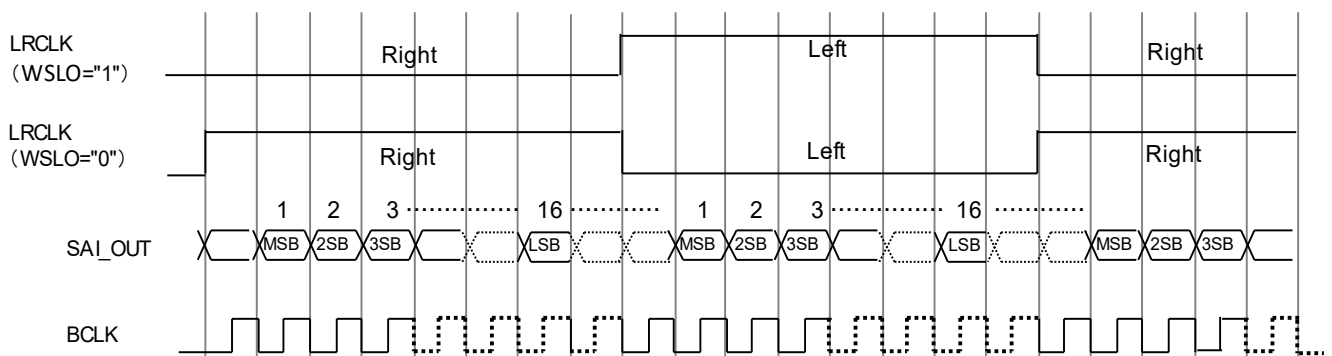 LRCLK
（WSLO="1"）
Right
Left
Right
LRCLK
(WSLO="0"）
Right
Left
Right
1 2 3 16 1 2 3 16
SAI_OUT
MSB 2SB 3SB LSB MSB 2SB 3SB LSB MSB 2SB 3SB
BCLK